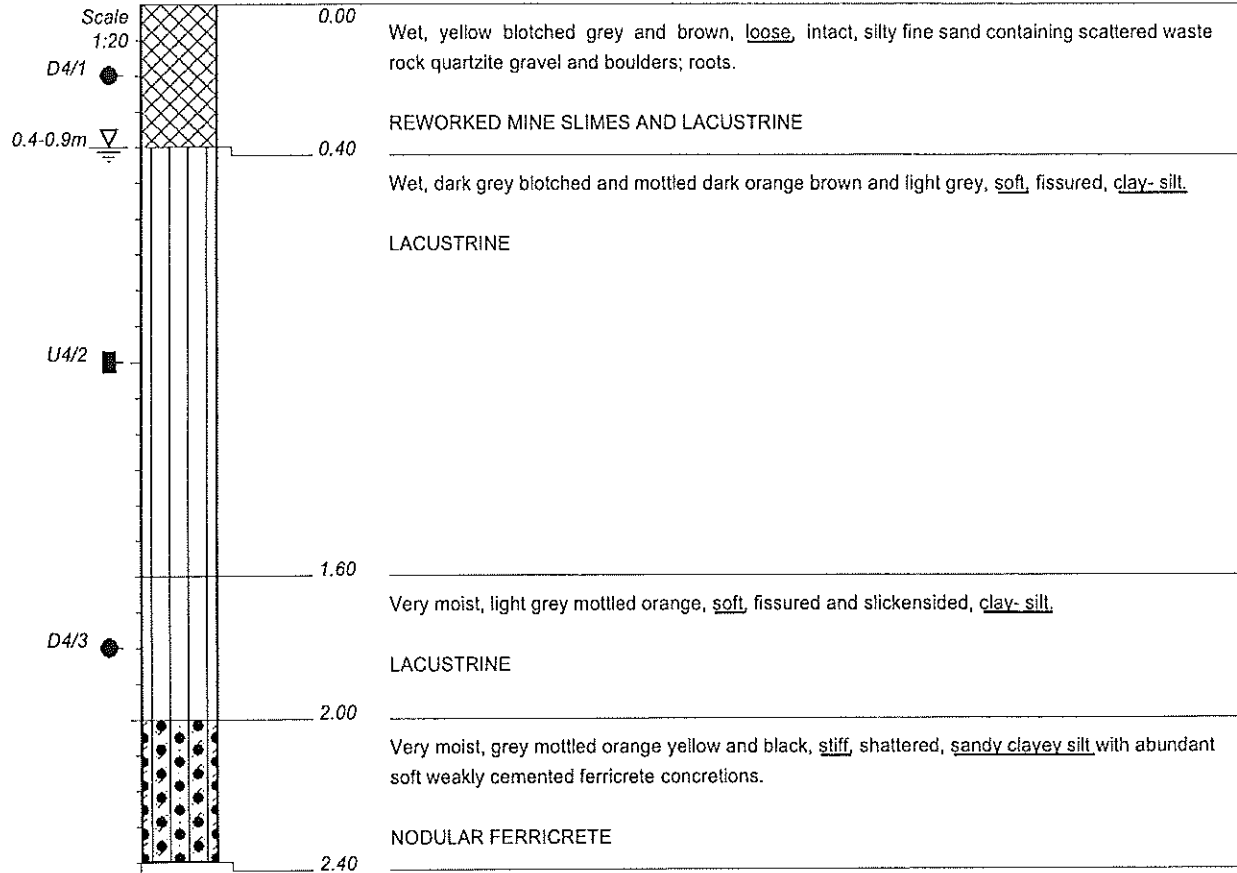 Scale
1:20
0.00
Wet, yellow blotched grey and brown, loose, intact, silty fine sand containing scattered waste
rock quartzite gravel and boulders; roots.
D4/1
REWORKED MINE SLIMES AND LACUSTRINE
0.4-0.9m
0.40
Wet, dark grey blotched and mottled dark orange brown and light grey, soft, fissured, clay- silt.
LACUSTRINE
U4/2
1.60
Very moist, light grey mottled orange, soft, fissured and slickensided, clay- silt.
D4/3
LACUSTRINE
2.00
Very moist, grey mottled orange yellow and black, stiff, shattered, sandy clayey silt with abundant
soft weakly cemented ferricrete concretions.
NODULAR FERRICRETE
2.40